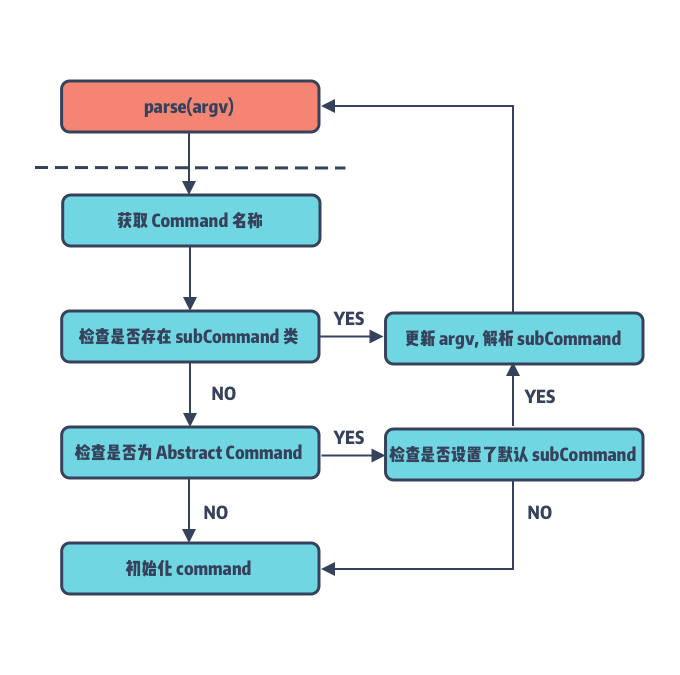 parse(argv)
获取 Command 名称
检查是否存在 subCommand 类
YES
更新 argv, 解析 subCommand
NO
YES
检查是否为 Abstract Command
YES
检查是否设置了默认 subCommand
NO
NO
初始化 command